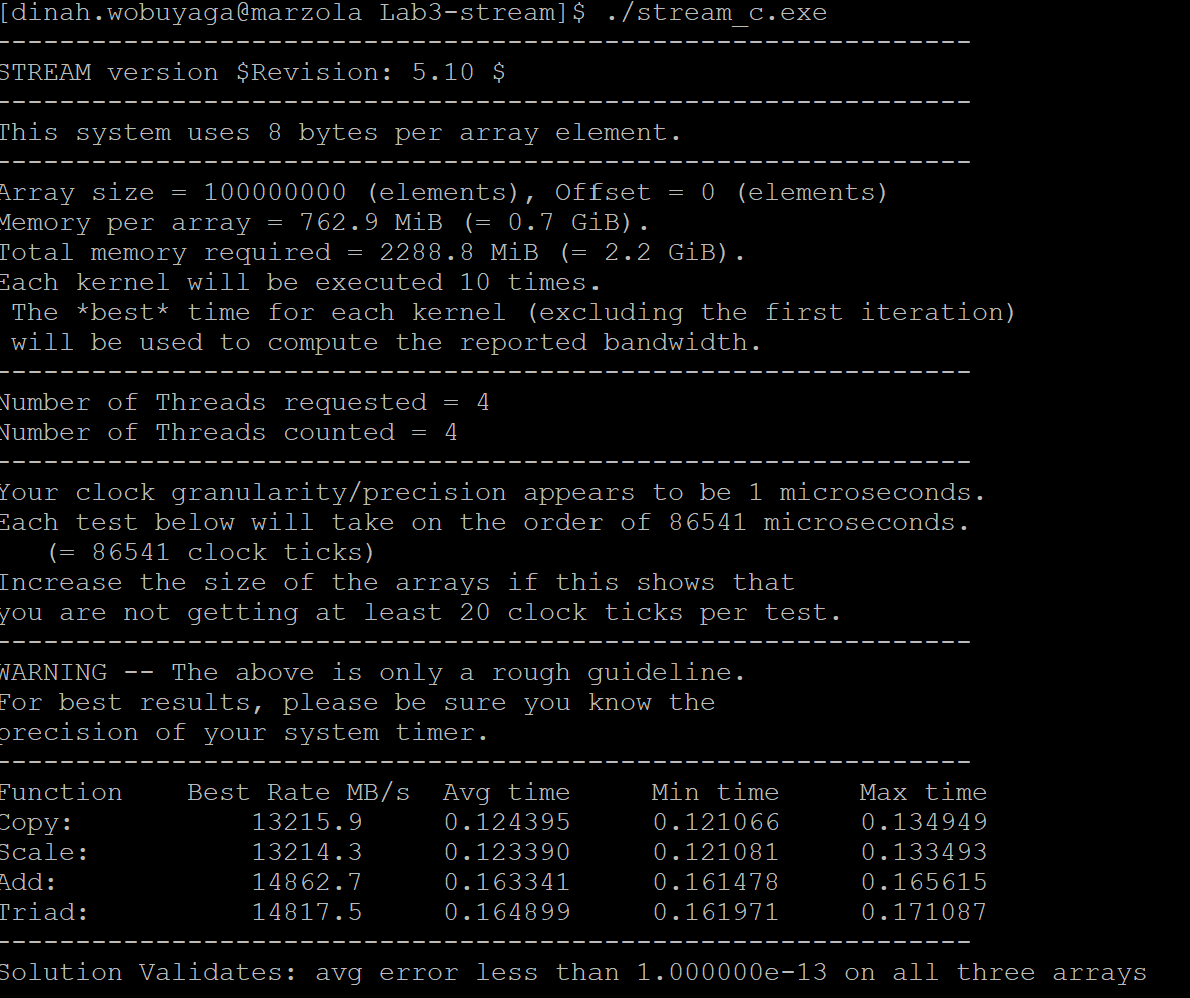 [dinah.wobuyaga@marzola Lab3-stream]$ ./stream_c.exe
-------------------------------------------------------------
STREAM version $Revision: 5.10 $
-------------------------------------------------------------
This system uses 8 bytes per array element.
-------------------------------------------------------------
Array size = 100000000 (elements), Offset = 0 (elements)
Memory per array = 762.9 MiB (= 0.7 GiB).
Total memory required = 2288.8 MiB (= 2.2 GiB).
Each kernel will be executed 10 times.
 The *best* time for each kernel (excluding the first iteration)
 will be used to compute the reported bandwidth.
-------------------------------------------------------------
Number of Threads requested = 4
Number of Threads counted = 4
-------------------------------------------------------------
Your clock granularity/precision appears to be 1 microseconds.
Each test below will take on the order of 86541 microseconds.
   (= 86541 clock ticks)
Increase the size of the arrays if this shows that
you are not getting at least 20 clock ticks per test.
-------------------------------------------------------------
WARNING -- The above is only a rough guideline.
For best results, please be sure you know the
precision of your system timer.
-------------------------------------------------------------
Function    Best Rate MB/s  Avg time     Min time     Max time
Copy:           13215.9     0.124395     0.121066     0.134949
Scale:          13214.3     0.123390     0.121081     0.133493
Add:            14862.7     0.163341     0.161478     0.165615
Triad:          14817.5     0.164899     0.161971     0.171087
-------------------------------------------------------------
Solution Validates: avg error less than 1.000000e-13 on all three arrays